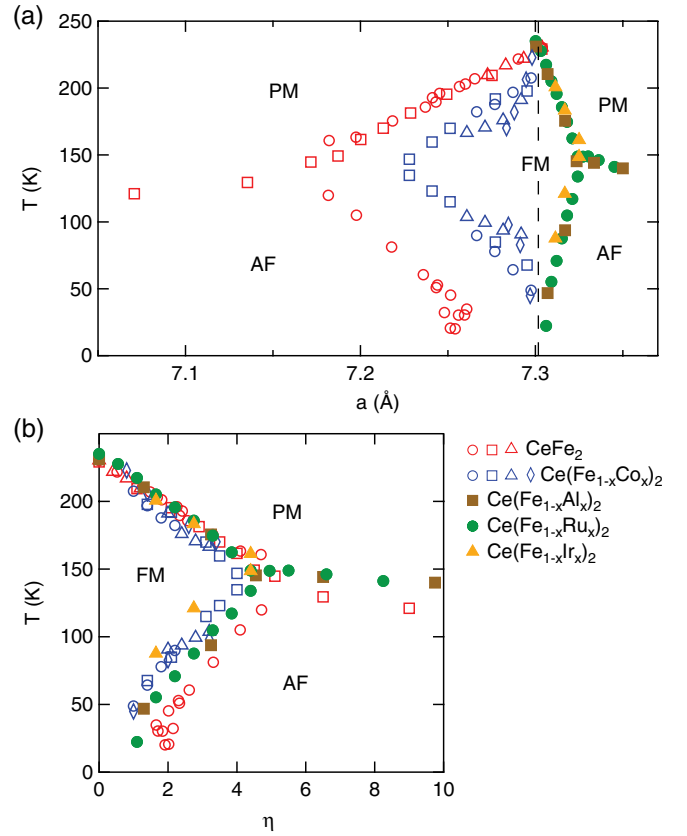 (a)
250
200
150
100
50
0
T (K)
PM
PM
FM
AF
AF
7.1
7.2
7.3
a (Å)
(b)
250
200
150
100
50
0
T (K)
PM
FM
AF
0
2
4
6
8
10
η
CeFe2
Ce(Fe1-xCox)2
Ce(Fe1-xAlx)2
Ce(Fe1-xRux)2
Ce(Fe1-xIrx)2